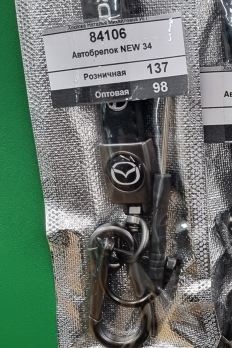 84106
Автобрелок NEW 34
Розничная 137
Оптовая 98